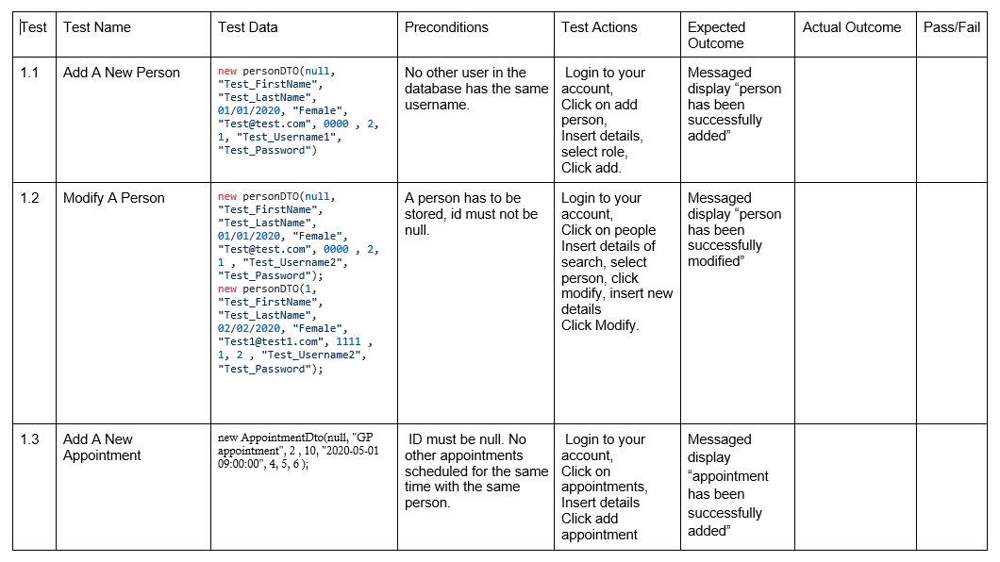 Test
Test Name
Test Data
Preconditions
Test Actions
Expected
Outcome
Actual Outcome
Pass/Fail
1.1
Add A New Person
new personDTO(null,
"Test_FirstName",
"Test_LastName",
01/01/2020, "Female",
"Test@test.com", 0000 , 2,
1, "Test_Username1",
"Test_Password")
No other user in the
database has the same
username.
Login to your
account,
Click on add
person,
Insert details,
select role,
Click add.
Messaged
display “person
has been
successfully
added”
1.2
Modify A Person
new personDTO(null,
"Test_FirstName",
"Test_LastName",
01/01/2020, "Female",
"Test@test.com", 0000 , 2,
1 , "Test_Username2",
"Test_Password");
new personDTO(1,
"Test_FirstName",
"Test_LastName",
02/02/2020, "Female",
"Test1@test1.com", 1111 ,
1, 2 , "Test_Username2",
"Test_Password");
A person has to be
stored, id must not be
null.
Login to your
account,
Click on people
Insert details of
search, select
person, click
modify, insert new
details
Click Modify.
Messaged
display “person
has been
successfully
modified”
1.3
Add A New
Appointment
new AppointmentDto(null, "GP
appointment", 2 , 10, "2020-05-01
09:00:00", 4, 5, 6 );
ID must be null. No
other appointments
scheduled for the same
time with the same
person.
Login to your
account,
Click on
appointments,
Insert details
Click add
appointment
Messaged
display
“appointment
has been
successfully
added”